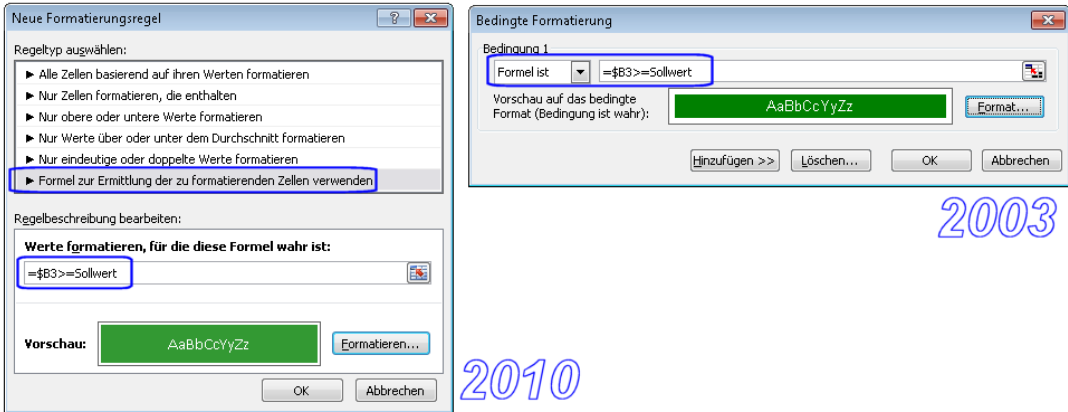 Neue Formatierungsregel
Regeltyp auswählen:
► Alle Zellen basierend auf ihren Werten formatieren
► Nur Zellen formatieren, die enthalten
► Nur obere oder untere Werte formatieren
► Nur Werte über oder unter dem Durchschnitt formatieren
► Nur eindeutige oder doppelte Werte formatieren
► Formel zur Ermittlung der zu formatierenden Zellen verwenden
Regelbeschreibung bearbeiten:
Werte formatieren, für die diese Formel wahr ist:
=$B3>=Sollwert
Vorschau:
AaBbCcYyZz
Formatieren...
OK
Abbrechen
2010
Bedingte Formatierung
Bedingung 1
Formel ist
=$B3>=Sollwert
Vorschau auf das bedingte
Format (Bedingung ist wahr):
AaBbCcYyZz
Format...
Hinzufügen >>
Löschen...
OK
Abbrechen
2003